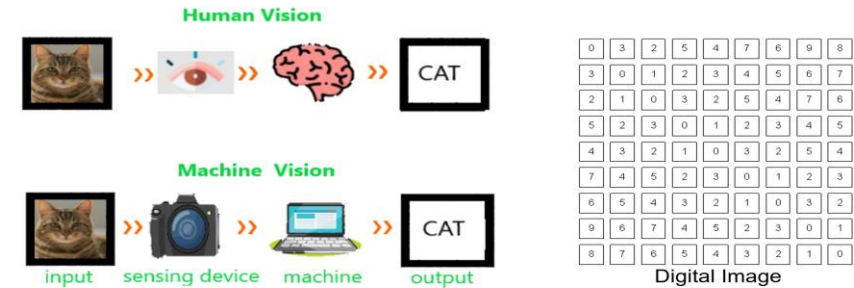 Human Vision
CAT
Machine Vision
CAT
input sensing device machine output
0 3 2 5 4 7 6 9 8
3 0 1 2 3 4 5 6 7
2 1 0 3 2 5 4 7 6
5 2 3 0 1 2 3 4 5
4 3 2 1 0 3 2 5 4
7 4 5 2 3 0 1 2 3
6 5 4 3 2 1 0 3 2
9 6 7 4 5 2 3 0 1
8 7 6 5 4 3 2 1 0
Digital Image